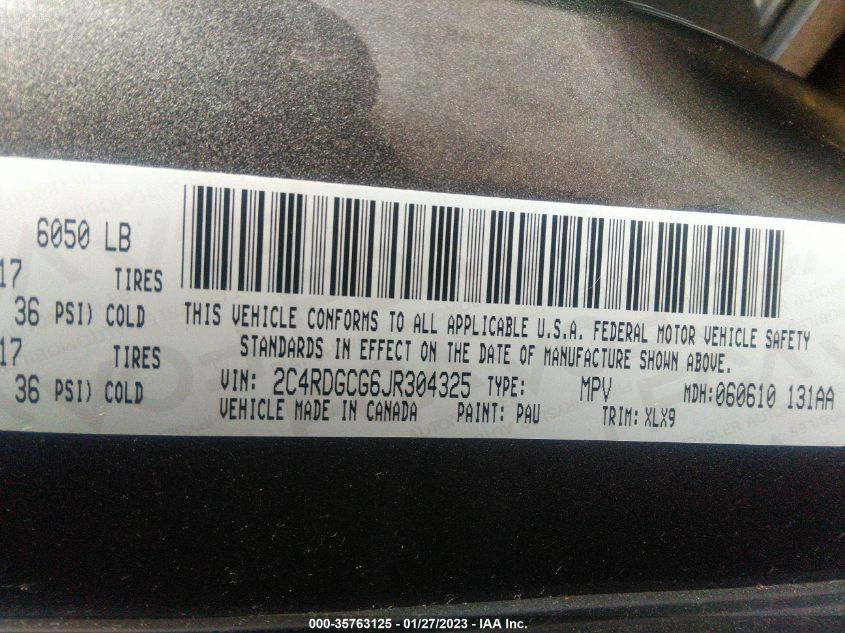 6050 LB
17 TIRES
36 PSI) COLD
17 TIRES
36 PSI) COLD
THIS VEHICLE CONFORMS TO ALL APPLICABLE U.S.A. FEDERAL MOTOR VEHICLE SAFETY
STANDARDS IN EFFECT ON THE DATE OF MANUFACTURE SHOWN ABOVE.
VIN: 2C4RDGCG6JR304325 TYPE: MPV MDH:060610 131AA
VEHICLE MADE IN CANADA PAINT: PAU TRIM: XLX9
000-35763125 - 01/27/2023 - IAA Inc.